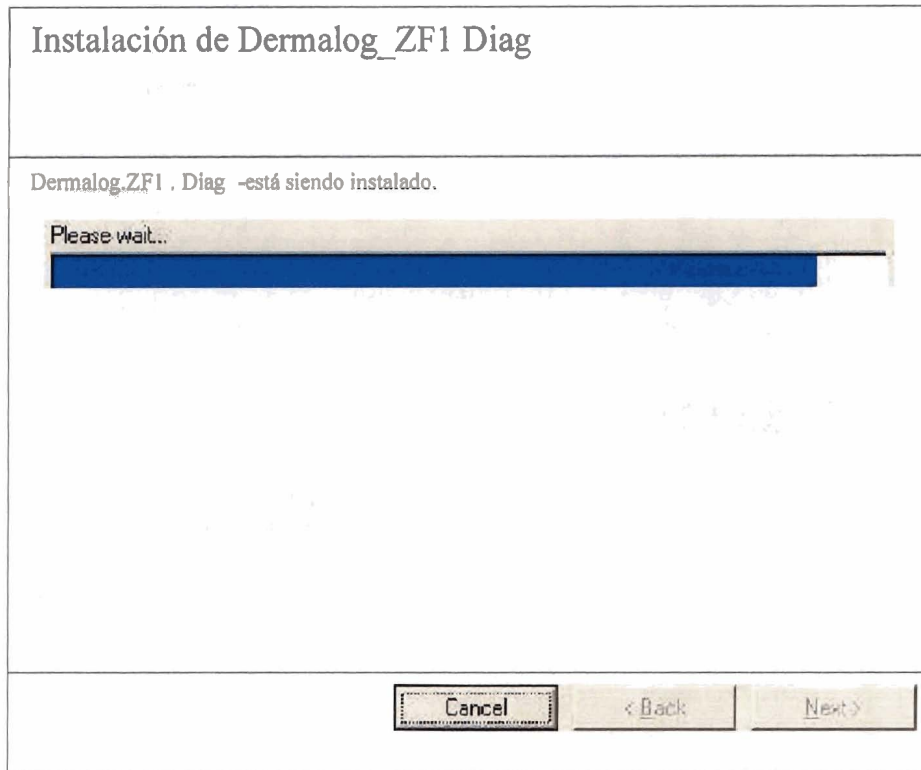 Instalación de Dermalog_ZF1 Diag
Dermalog.ZF1 . Diag -está siendo instalado.
Please wait...
Cancel
< Back
Next >